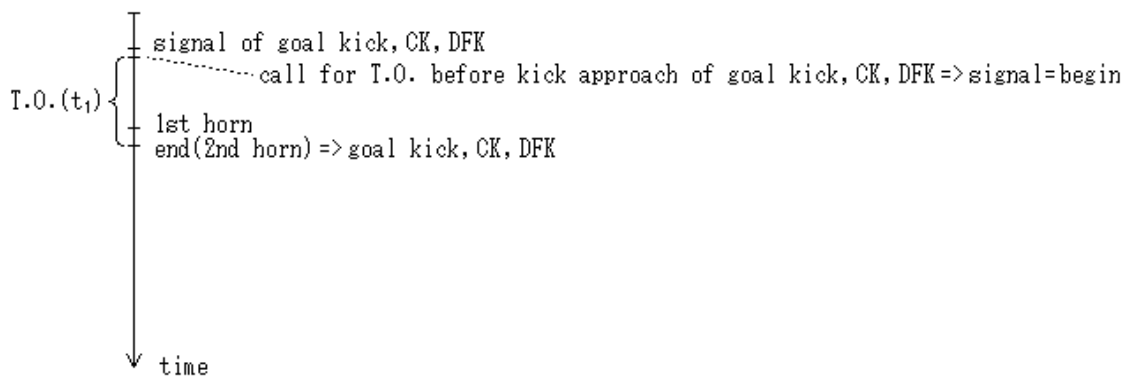 signal of goal kick, CK, DFK
call for T.O. before kick approach of goal kick, CK, DFK=>signal=begin
T.O.(t₁)
1st horn
end(2nd horn)=>goal kick, CK, DFK
time